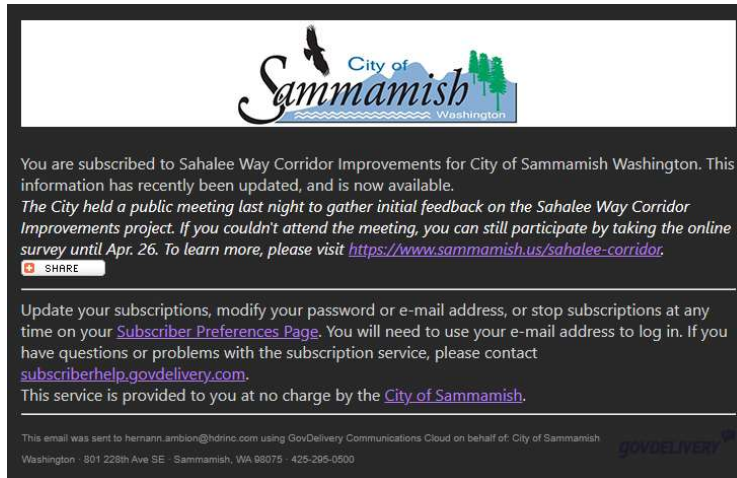 City of
Sammamish
Washington
You are subscribed to Sahalee Way Corridor Improvements for City of Sammamish Washington. This
information has recently been updated, and is now available.
The City held a public meeting last night to gather initial feedback on the Sahalee Way Corridor
Improvements project. If you couldn't attend the meeting, you can still participate by taking the online
survey until Apr. 26. To learn more, please visit https://www.sammamish.us/sahalee-corridor.
SHARE
Update your subscriptions, modify your password or e-mail address, or stop subscriptions at any
time on your Subscriber Preferences Page. You will need to use your e-mail address to log in. If you
have questions or problems with the subscription service, please contact
subscriberhelp.govdelivery.com.
This service is provided to you at no charge by the City of Sammamish.
This email was sent to hernann.ambion@hdrinc.com using GovDelivery Communications Cloud on behalf of: City of Sammamish
Washington · 801 228th Ave SE · Sammamish, WA 98075 · 425-295-0500
GOVDELIVERY